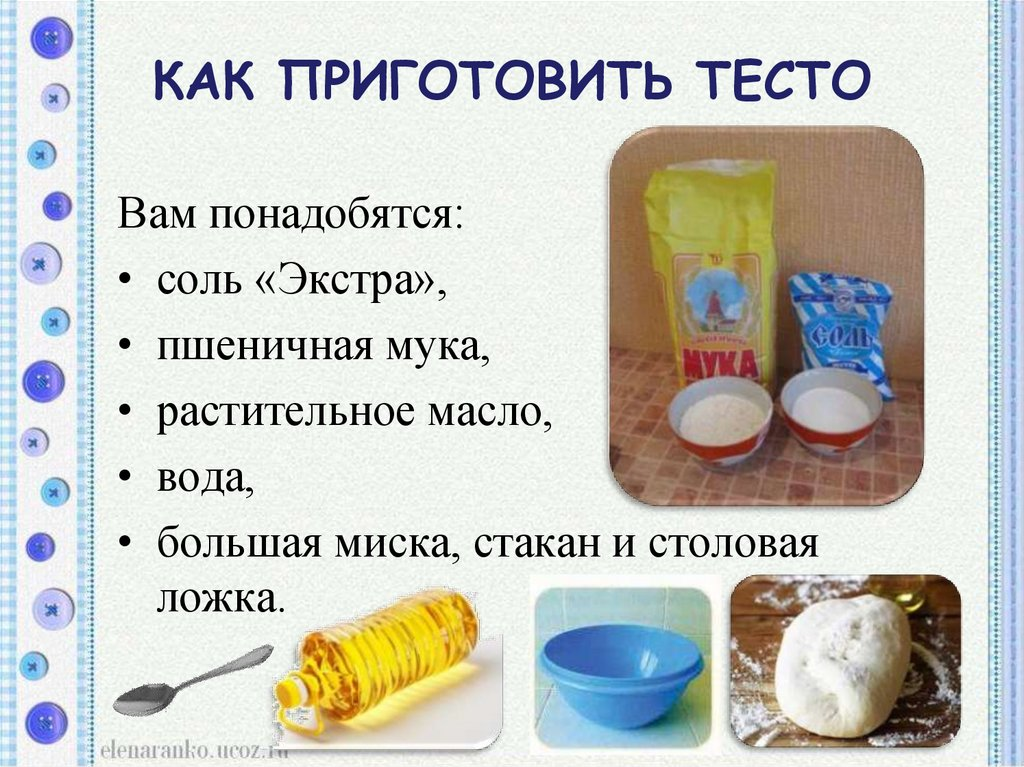 КАК ПРИГОТОВИТЬ ТЕСТО
Вам понадобятся:
• соль «Экстра»,
• пшеничная мука,
• растительное масло,
• вода,
• большая миска, стакан и столовая
ложка.
МУКА
СОЛЬ
elenaranko.ucoz.ru